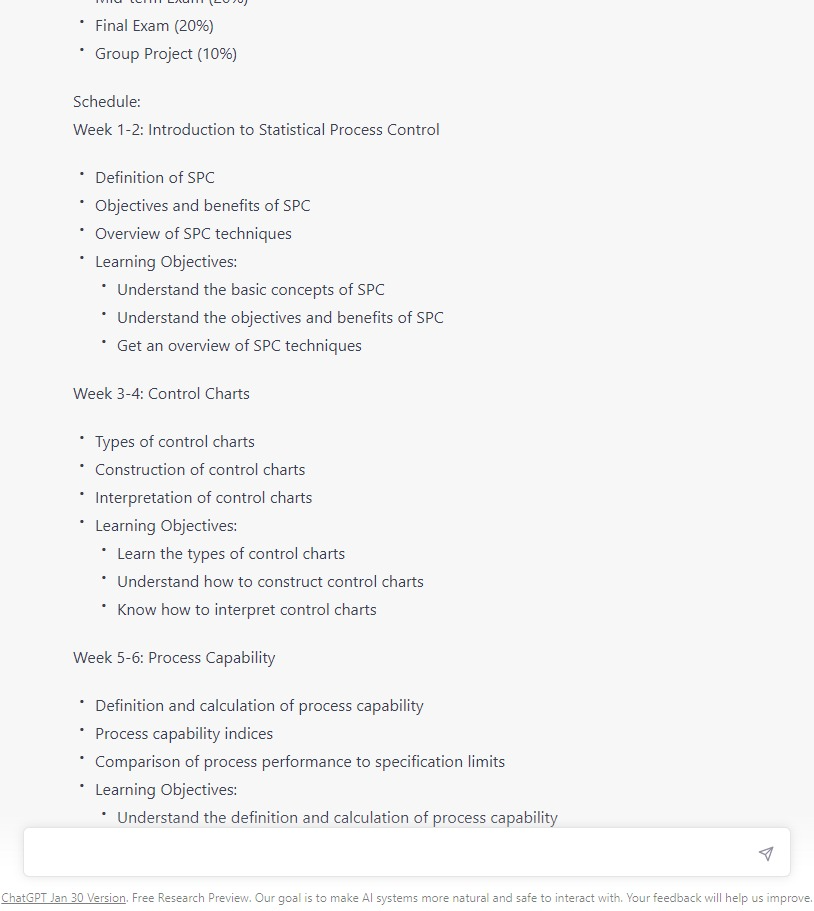 Mid-term Exam (20%)
Final Exam (20%)
Group Project (10%)
Schedule:
Week 1-2: Introduction to Statistical Process Control
Definition of SPC
Objectives and benefits of SPC
Overview of SPC techniques
Learning Objectives:
Understand the basic concepts of SPC
Understand the objectives and benefits of SPC
Get an overview of SPC techniques
Week 3-4: Control Charts
Types of control charts
Construction of control charts
Interpretation of control charts
Learning Objectives:
Learn the types of control charts
Understand how to construct control charts
Know how to interpret control charts
Week 5-6: Process Capability
Definition and calculation of process capability
Process capability indices
Comparison of process performance to specification limits
Learning Objectives:
Understand the definition and calculation of process capability
ChatGPT Jan 30 Version. Free Research Preview. Our goal is to make AI systems more natural and safe to interact with. Your feedback will help us improve.